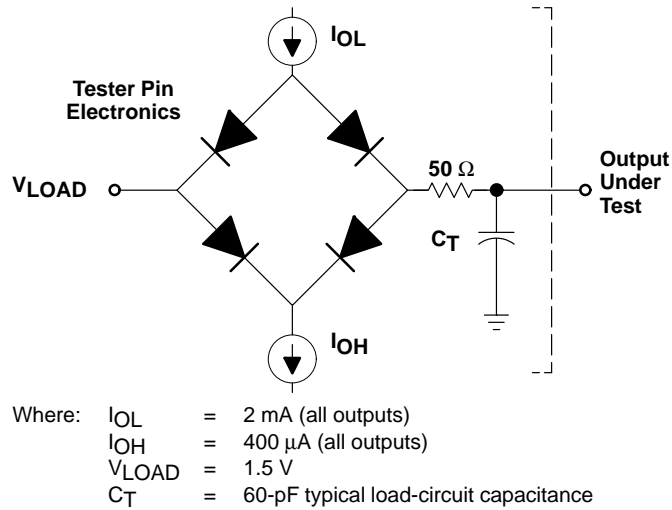 IOL
Tester Pin
Electronics
VLOAD
50 Ω
CT
Output
Under
Test
IOH
Where: IOL = 2 mA (all outputs)
IOH = 400 μA (all outputs)
VLOAD = 1.5 V
CT = 60-pF typical load-circuit capacitance